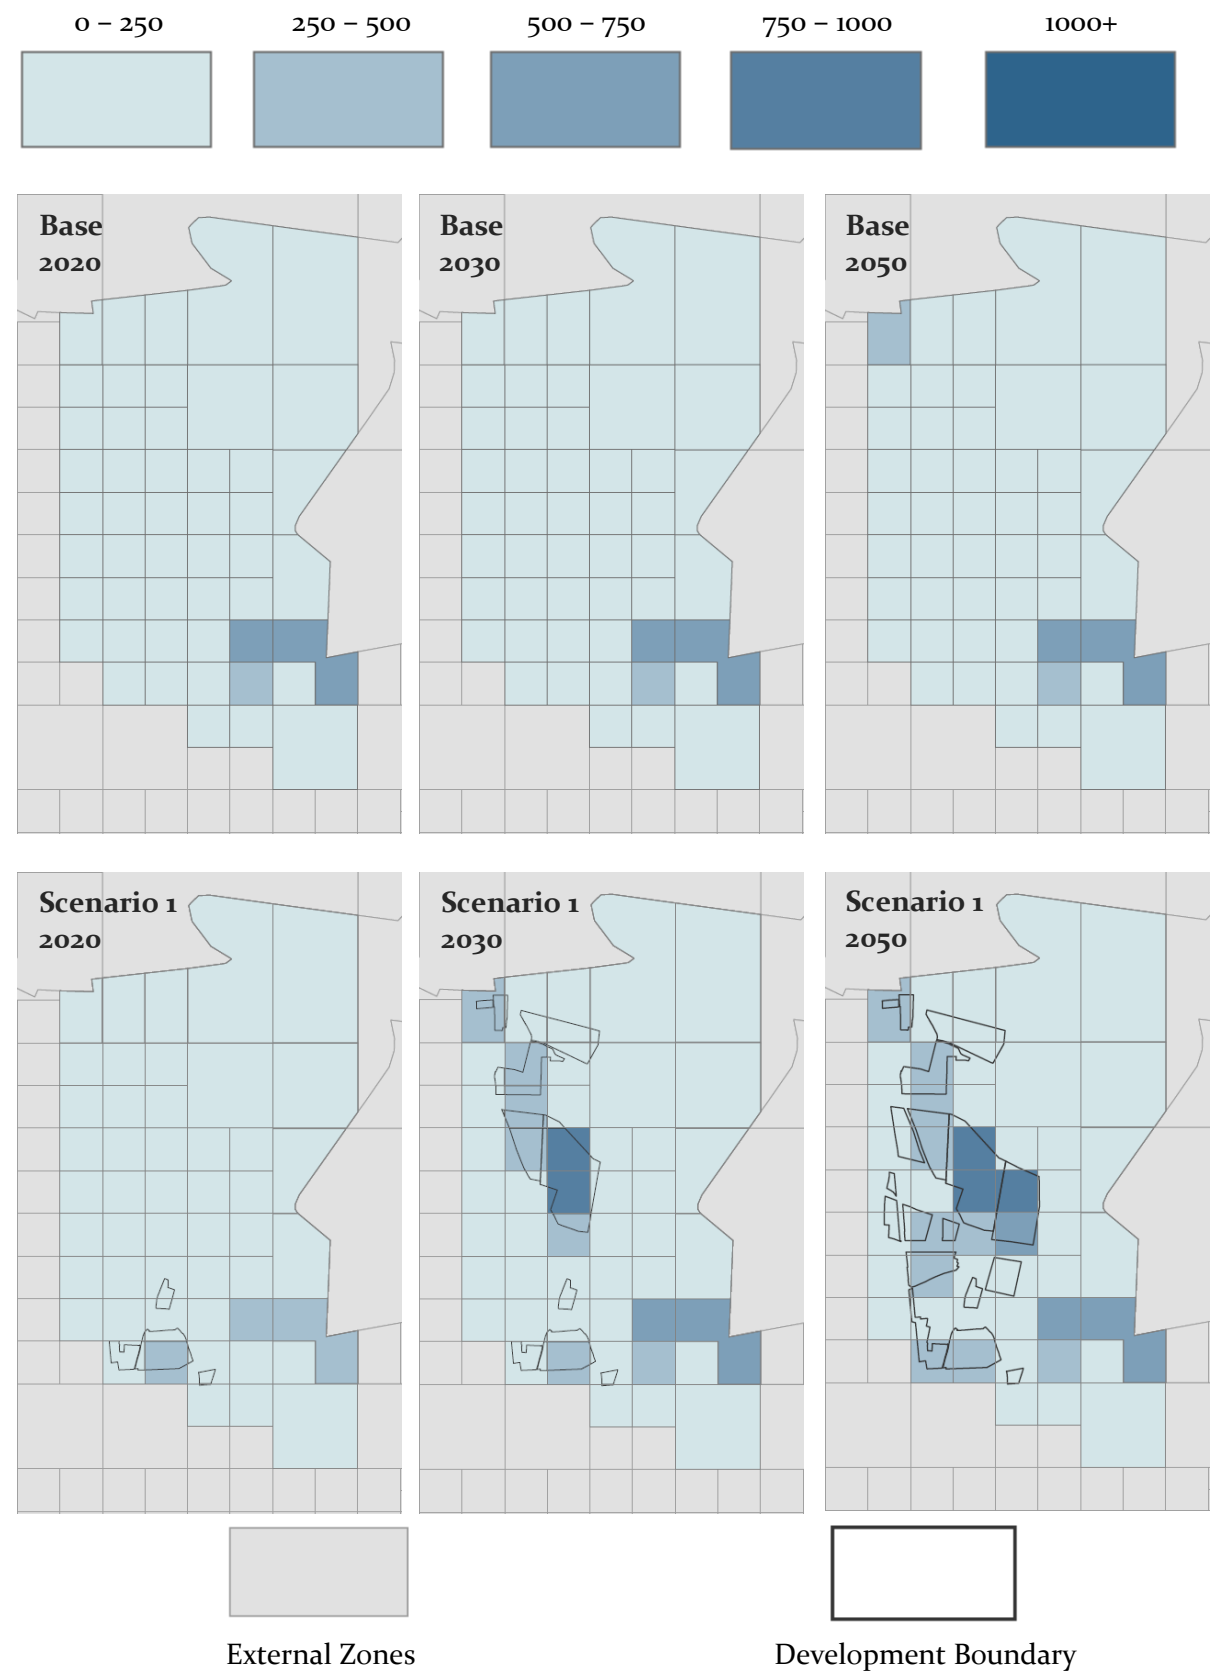 0 – 250
250 – 500
500 – 750
750 – 1000
1000+
Base
2020
Base
2030
Base
2050
Scenario 1
2020
Scenario 1
2030
Scenario 1
2050
External Zones
Development Boundary